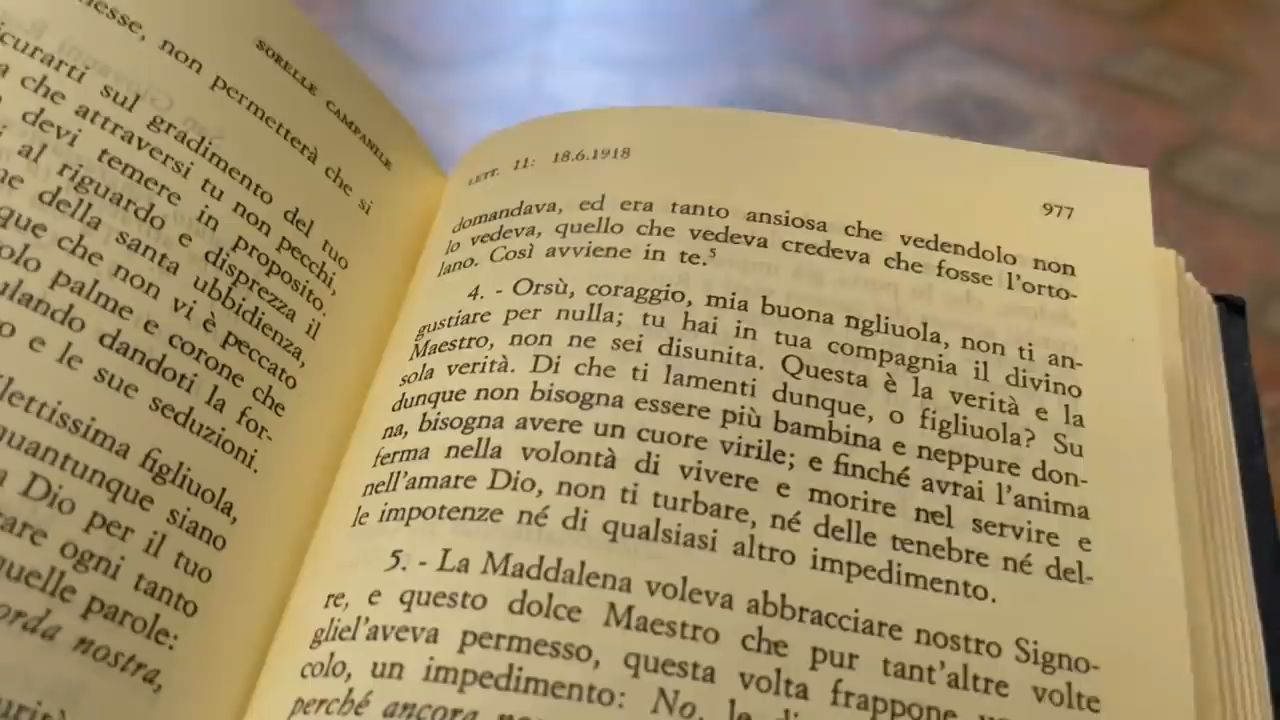 nesse, non permetterà che si
SORELLE CAMPANILE
curarti sul gradimento del tuo
a che attraversi tu non pecchi,
devi temere in proposito.
al riguardo e disprezza il
ne della santa ubbidienza,
que che non vi è peccato
olo palme e corone che
ulando dandoti la for-
o e le sue seduzioni.
lettissima figliuola,
quantunque siano
a Dio per il tuo
tare ogni tanto
quelle parole:
orda nostra,
LETT. 11: 18.6.1918
977
domandava, ed era tanto ansiosa che vedendolo non
lo vedeva, quello che vedeva credeva che fosse l'orto-
lano. Così avviene in te.⁵
4. - Orsù, coraggio, mia buona ngliuola, non ti an-
gustiare per nulla; tu hai in tua compagnia il divino
Maestro, non ne sei disunita. Questa è la verità e la
sola verità. Di che ti lamenti dunque, o figliuola? Su
dunque non bisogna essere più bambina e neppure don-
na, bisogna avere un cuore virile; e finché avrai l'anima
ferma nella volontà di vivere e morire nel servire e
nell'amare Dio, non ti turbare, né delle tenebre né del-
le impotenze né di qualsiasi altro impedimento.
5. - La Maddalena voleva abbracciare nostro Signo-
re, e questo dolce Maestro che pur tant'altre volte
gliel'aveva permesso, questa volta frappone
colo, un impedimento: No, le
perché ancora